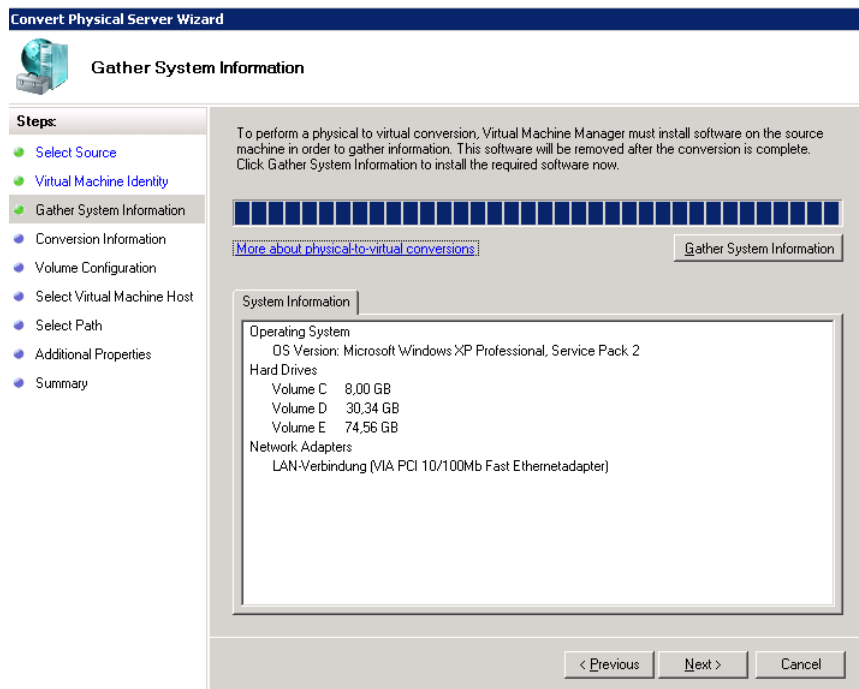 Convert Physical Server Wizard
Gather System Information
Steps:
Select Source
Virtual Machine Identity
Gather System Information
Conversion Information
Volume Configuration
Select Virtual Machine Host
Select Path
Additional Properties
Summary
To perform a physical to virtual conversion, Virtual Machine Manager must install software on the source
machine in order to gather information. This software will be removed after the conversion is complete.
Click Gather System Information to install the required software now.
More about physical-to-virtual conversions
Gather System Information
System Information
Operating System
OS Version: Microsoft Windows XP Professional, Service Pack 2
Hard Drives
Volume C 8,00 GB
Volume D 30,34 GB
Volume E 74,56 GB
Network Adapters
LAN-Verbindung (VIA PCI 10/100Mb Fast Ethernetadapter)
< Previous
Next >
Cancel